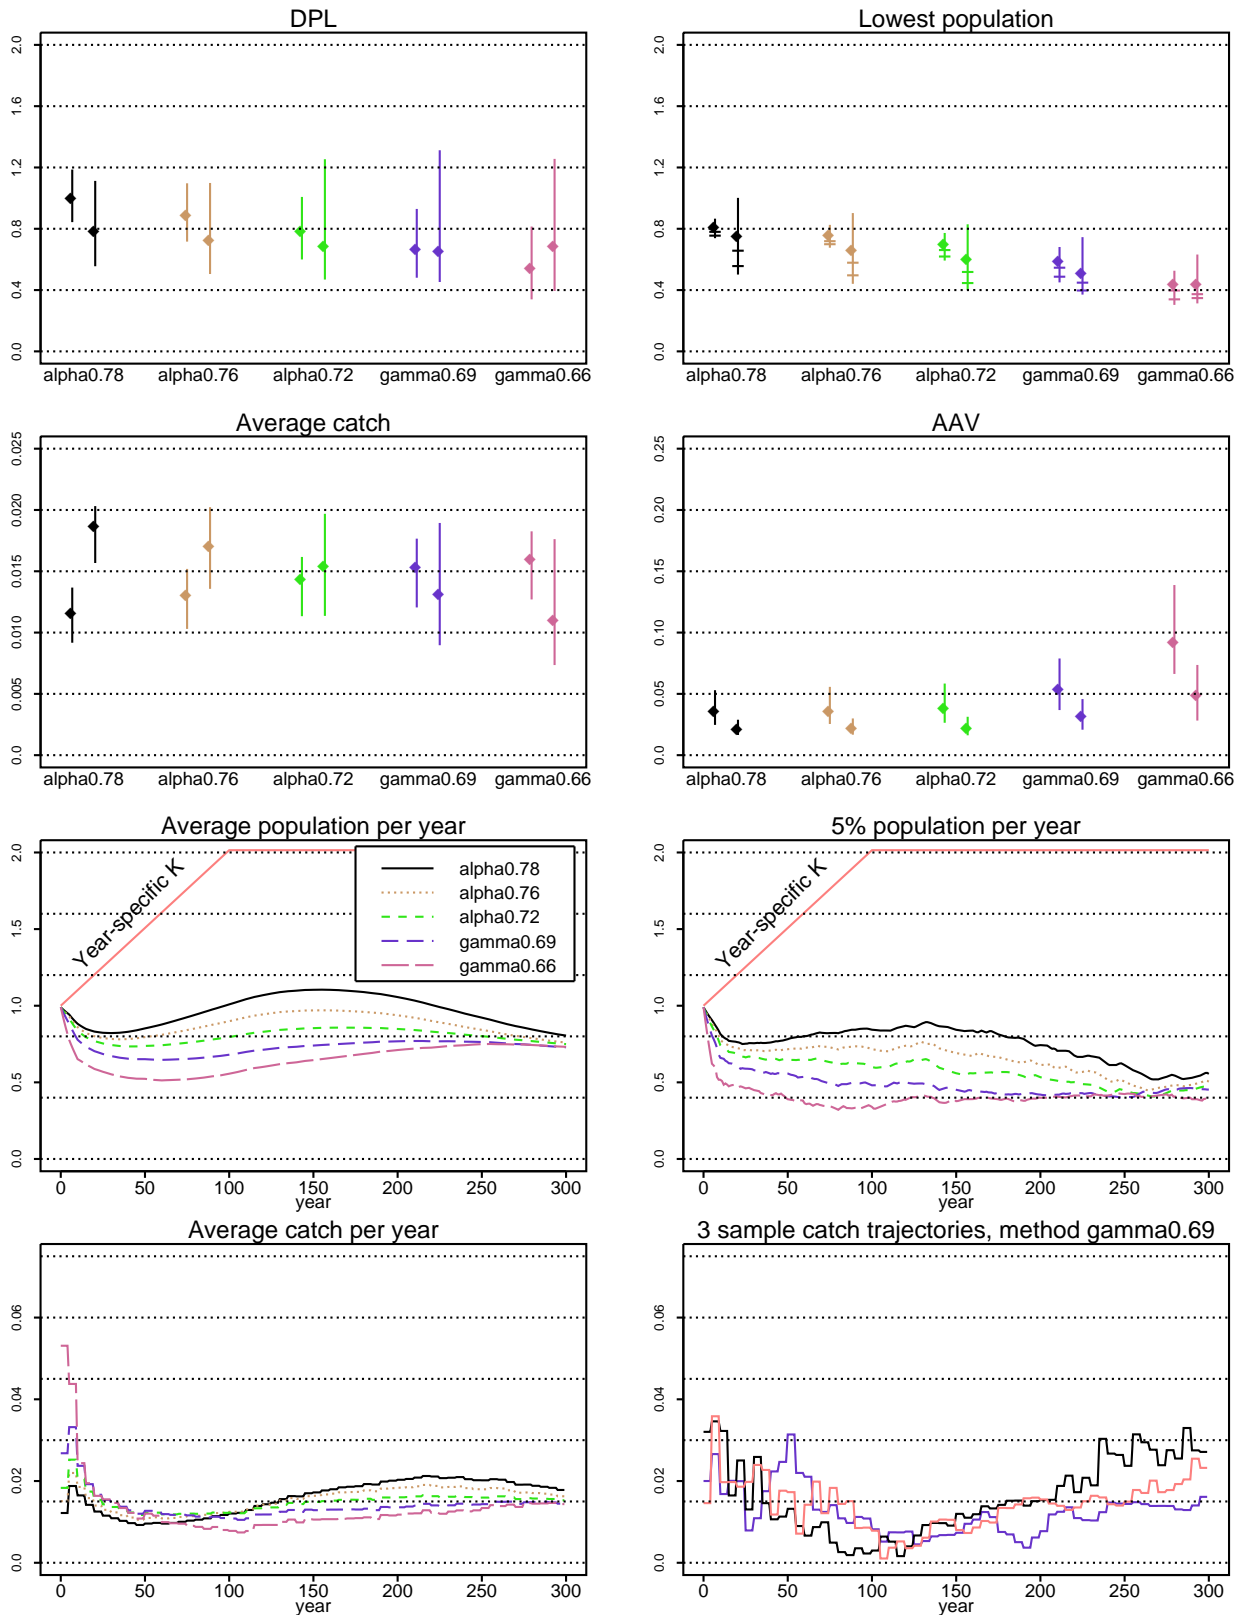 DPL
2.0
1.6
1.2
0.8
0.4
0.0
alpha0.78 alpha0.76 alpha0.72 gamma0.69 gamma0.66
Lowest population
2.0
1.6
1.2
0.8
0.4
0.0
alpha0.78 alpha0.76 alpha0.72 gamma0.69 gamma0.66
Average catch
0.025
0.020
0.015
0.010
0.005
0.0
alpha0.78 alpha0.76 alpha0.72 gamma0.69 gamma0.66
AAV
0.25
0.20
0.15
0.10
0.05
0.0
alpha0.78 alpha0.76 alpha0.72 gamma0.69 gamma0.66
Average population per year
2.0
1.5
1.0
0.5
0.0
Year-specific K
alpha0.78
alpha0.76
alpha0.72
gamma0.69
gamma0.66
0 50 100 150 200 250 300
year
5% population per year
2.0
1.5
1.0
0.5
0.0
Year-specific K
0 50 100 150 200 250 300
year
Average catch per year
0.06
0.04
0.02
0.0
0 50 100 150 200 250 300
year
3 sample catch trajectories, method gamma0.69
0.06
0.04
0.02
0.0
0 50 100 150 200 250 300
year